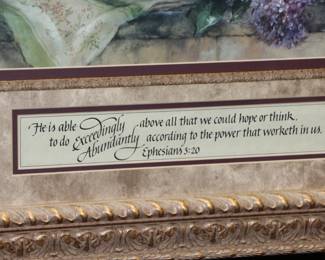 He is able Exceedingly above all that we could hope or think,
to do Abundantly according to the power that worketh in us.
Ephesians 3:20